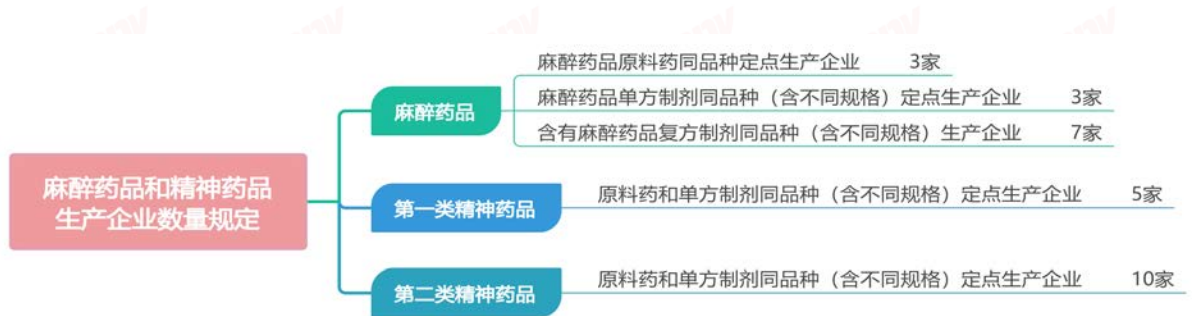 麻醉药品和精神药品
生产企业数量规定
麻醉药品
麻醉药品原料药同品种定点生产企业 3家
麻醉药品单方制剂同品种（含不同规格）定点生产企业 3家
含有麻醉药品复方制剂同品种（含不同规格）生产企业 7家
第一类精神药品
原料药和单方制剂同品种（含不同规格）定点生产企业 5家
第二类精神药品
原料药和单方制剂同品种（含不同规格）定点生产企业 10家